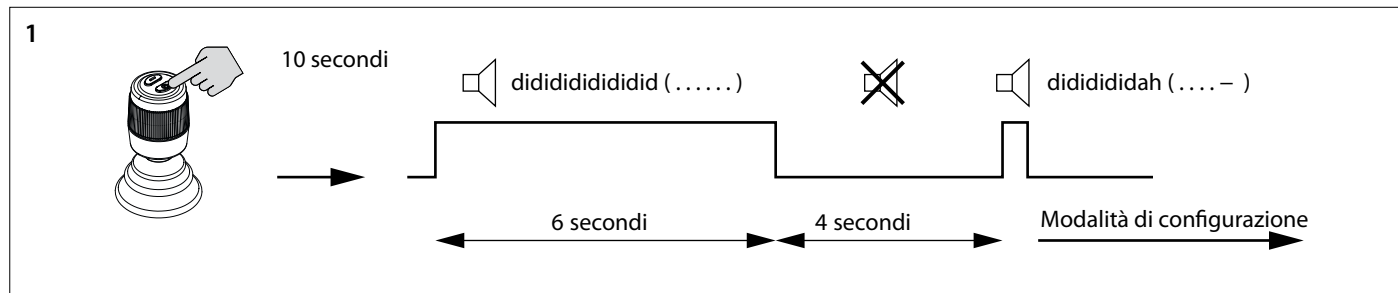 1
10 secondi
didididididididid ( . . . . . . )
didididididah ( . . . . – )
6 secondi
4 secondi
Modalità di configurazione